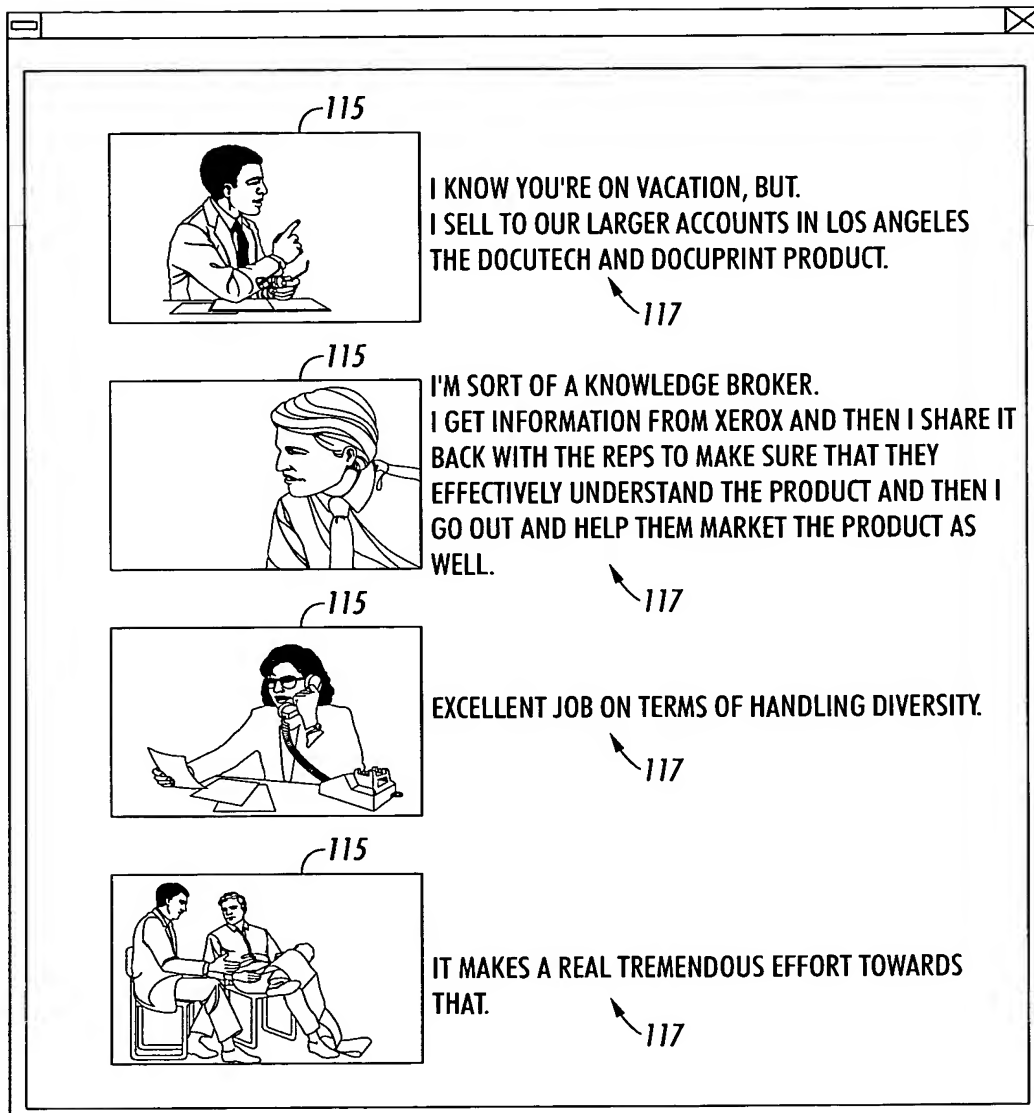 115
I KNOW YOU'RE ON VACATION, BUT.
I SELL TO OUR LARGER ACCOUNTS IN LOS ANGELES
THE DOCUTECH AND DOCUPRINT PRODUCT.
117
115
I'M SORT OF A KNOWLEDGE BROKER.
I GET INFORMATION FROM XEROX AND THEN I SHARE IT
BACK WITH THE REPS TO MAKE SURE THAT THEY
EFFECTIVELY UNDERSTAND THE PRODUCT AND THEN I
GO OUT AND HELP THEM MARKET THE PRODUCT AS
WELL.
117
115
EXCELLENT JOB ON TERMS OF HANDLING DIVERSITY.
117
115
IT MAKES A REAL TREMENDOUS EFFORT TOWARDS
THAT.
117